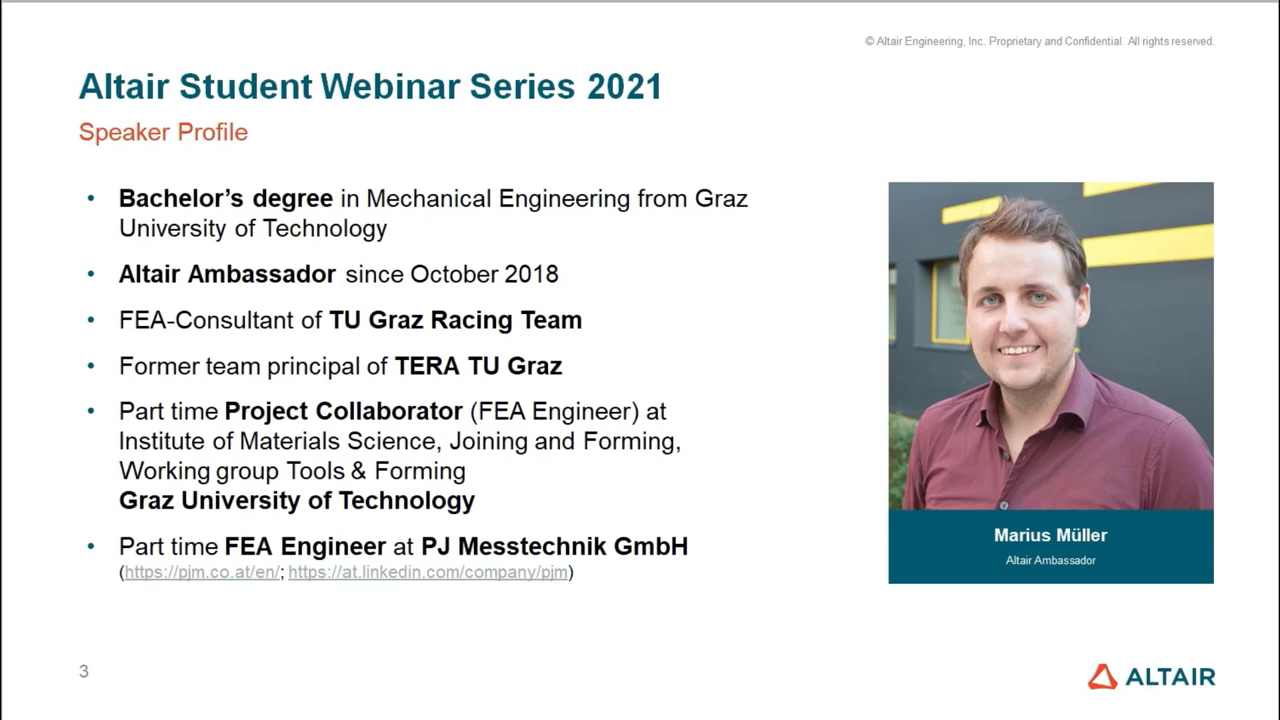 © Altair Engineering, Inc. Proprietary and Confidential. All rights reserved.
Altair Student Webinar Series 2021
Speaker Profile
• Bachelor’s degree in Mechanical Engineering from Graz
University of Technology
• Altair Ambassador since October 2018
• FEA-Consultant of TU Graz Racing Team
• Former team principal of TERA TU Graz
• Part time Project Collaborator (FEA Engineer) at
Institute of Materials Science, Joining and Forming,
Working group Tools & Forming
Graz University of Technology
• Part time FEA Engineer at PJ Messtechnik GmbH
(https://pjm.co.at/en/; https://at.linkedin.com/company/pjm)
Marius Müller
Altair Ambassador
3
ALTAIR